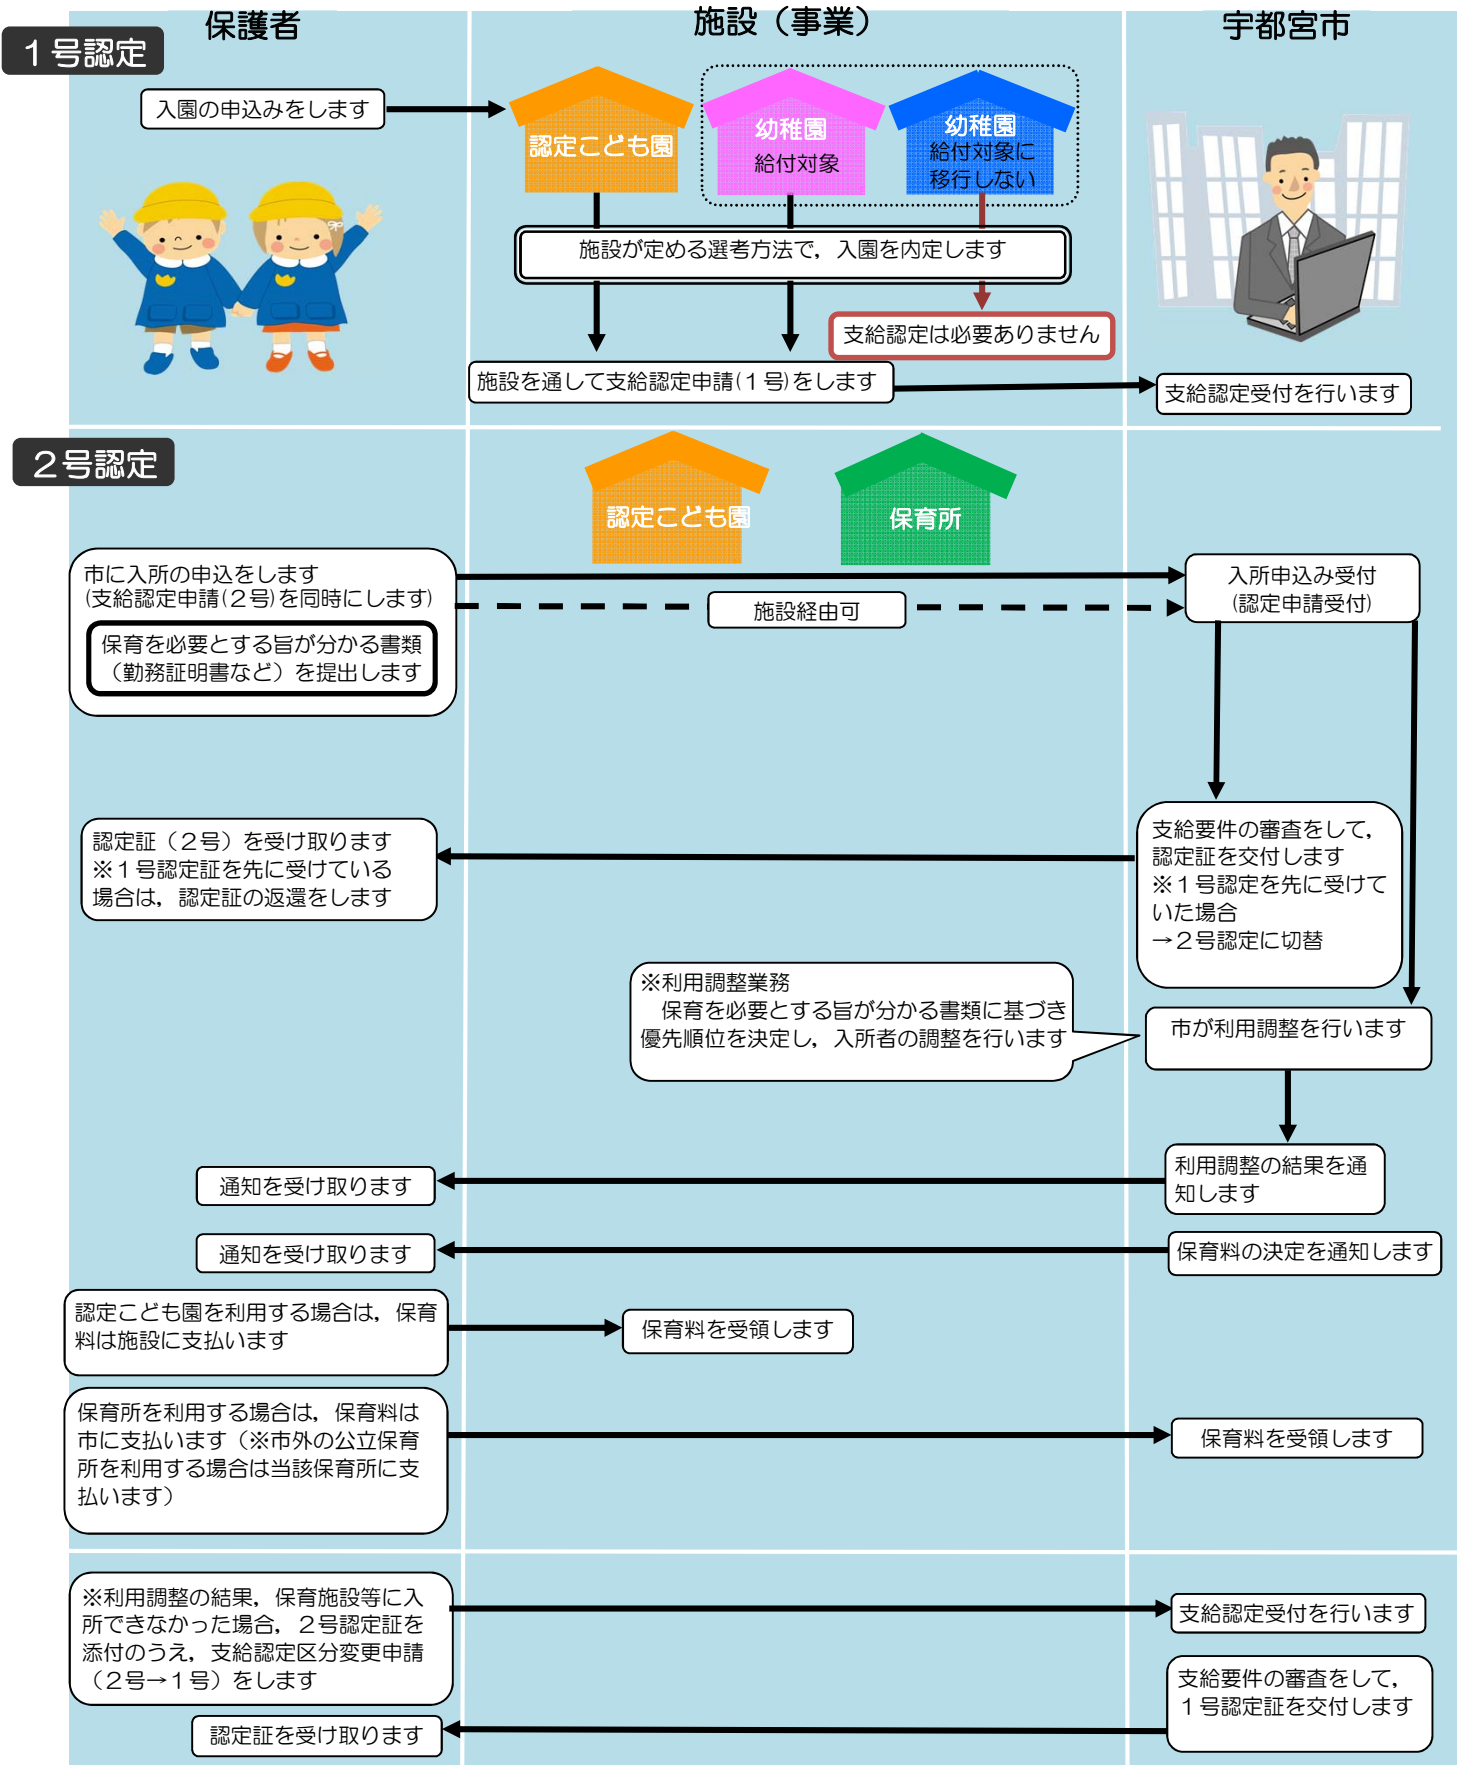 保護者
施設（事業）
宇都宮市
１号認定
入園の申込みをします
認定こども園
幼稚園
給付対象
幼稚園
給付対象に
移行しない
施設が定める選考方法で，入園を内定します
支給認定は必要ありません
施設を通して支給認定申請(１号)をします
支給認定受付を行います
２号認定
認定こども園
保育所
市に入所の申込をします
(支給認定申請(２号)を同時にします)
保育を必要とする旨が分かる書類
（勤務証明書など）を提出します
施設経由可
入所申込み受付
(認定申請受付)
認定証（２号）を受け取ります
※１号認定証を先に受けている
場合は，認定証の返還をします
支給要件の審査をして，
認定証を交付します
※１号認定を先に受けて
いた場合
→２号認定に切替
※利用調整業務
保育を必要とする旨が分かる書類に基づき
優先順位を決定し，入所者の調整を行います
市が利用調整を行います
利用調整の結果を通
知します
通知を受け取ります
保育料の決定を通知します
通知を受け取ります
認定こども園を利用する場合は，保育
料は施設に支払います
保育料を受領します
保育所を利用する場合は，保育料は
市に支払います（※市外の公立保育
所を利用する場合は当該保育所に支
払います）
保育料を受領します
※利用調整の結果，保育施設等に入
所できなかった場合，２号認定証を
添付のうえ，支給認定区分変更申請
（２号→１号）をします
支給認定受付を行います
支給要件の審査をして，
１号認定証を交付します
認定証を受け取ります